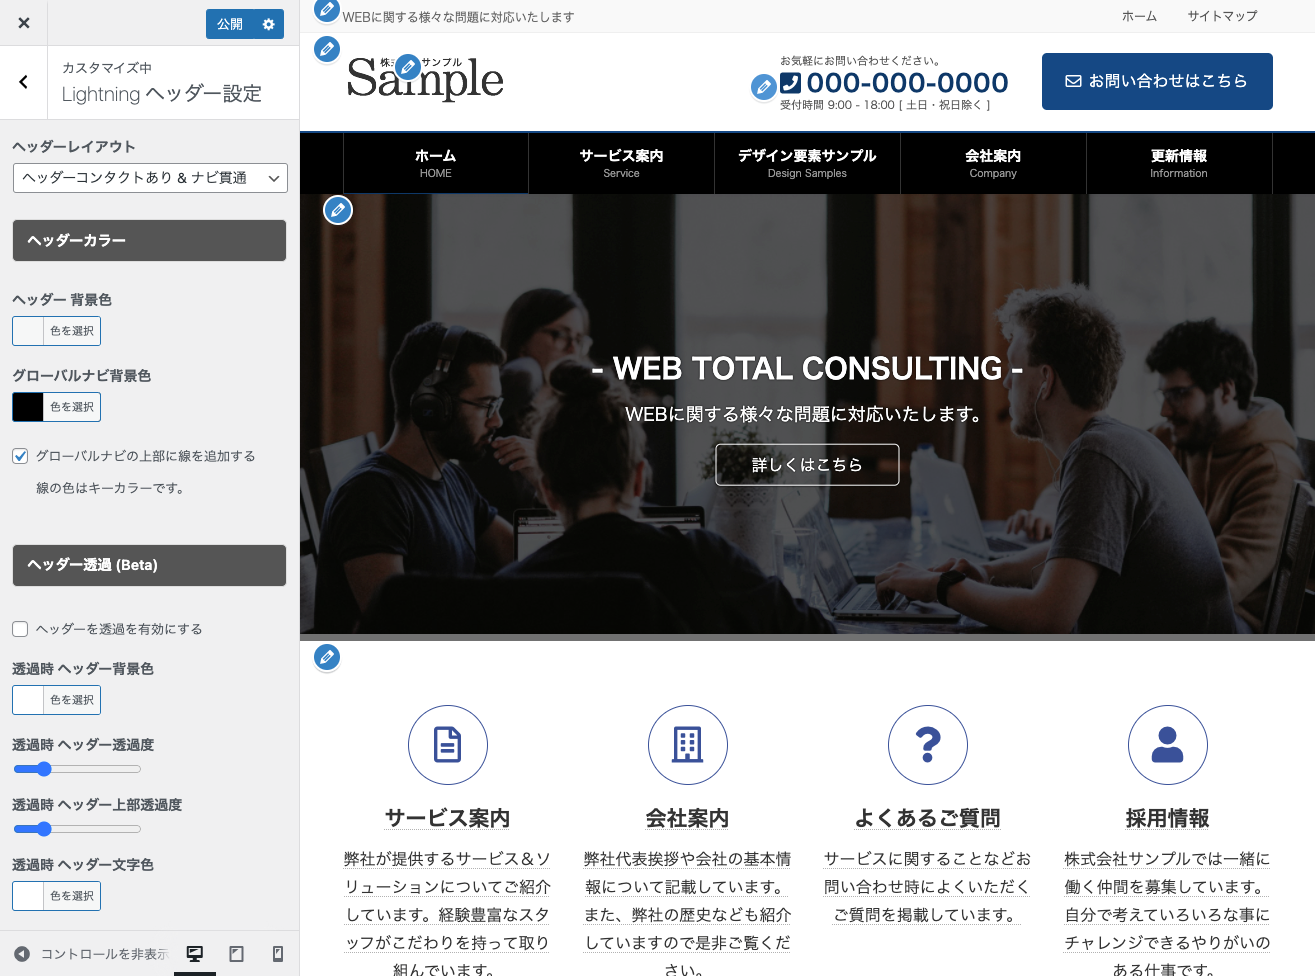 公開
カスタマイズ中
Lightning ヘッダー設定
ヘッダーレイアウト
ヘッダーコンタクトあり & ナビ貫通
ヘッダーカラー
ヘッダー 背景色
色を選択
グローバルナビ背景色
色を選択
グローバルナビの上部に線を追加する
線の色はキーカラーです。
ヘッダー透過 (Beta)
ヘッダーを透過を有効にする
透過時 ヘッダー背景色
色を選択
透過時 ヘッダー透過度
透過時 ヘッダー上部透過度
透過時 ヘッダー文字色
色を選択
コントロールを非表示
WEBに関する様々な問題に対応いたします
ホーム サイトマップ
サンプル
Sample
お気軽にお問い合わせください。
000-000-0000
受付時間 9:00 - 18:00 [ 土日・祝日除く ]
お問い合わせはこちら
ホーム
HOME
サービス案内
Service
デザイン要素サンプル
Design Samples
会社案内
Company
更新情報
Information
- WEB TOTAL CONSULTING -
WEBに関する様々な問題に対応いたします。
詳しくはこちら
サービス案内
弊社が提供するサービス＆ソ
リューションについてご紹介
しています。経験豊富なスタ
ッフがこだわりを持って取り
組んでいます。
会社案内
弊社代表挨拶や会社の基本情
報について記載しています。
また、弊社の歴史なども紹介
していますので是非ご覧くだ
さい。
よくあるご質問
サービスに関することなどお
問い合わせ時によくいただく
ご質問を掲載しています。
採用情報
株式会社サンプルでは一緒に
働く仲間を募集しています。
自分で考えていろいろな事に
チャレンジできるやりがいの
ある仕事です。